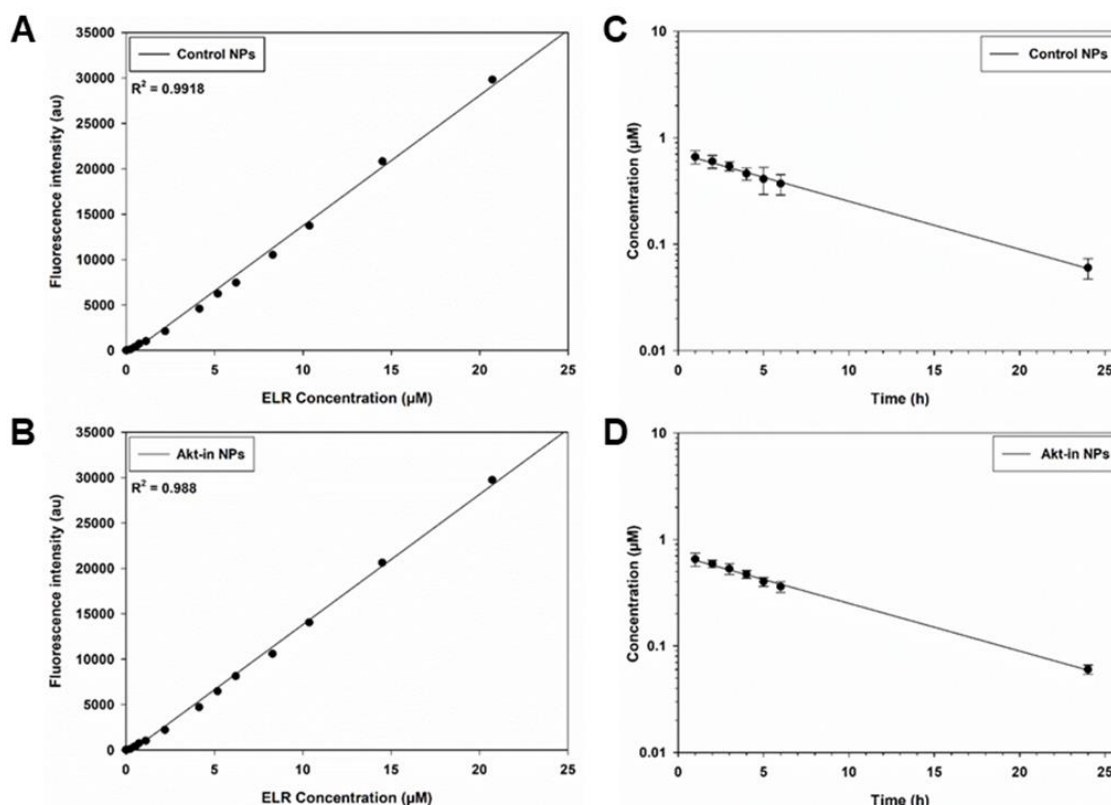 A
Fluorescence intensity (au)
35000
30000
25000
20000
15000
10000
5000
0
Control NPs
R² = 0.9918
0 5 10 15 20 25
ELR Concentration (µM)
C
Concentration (µM)
10
1
0.1
0.01
Control NPs
0 5 10 15 20 25
Time (h)
B
Fluorescence intensity (au)
35000
30000
25000
20000
15000
10000
5000
0
Akt-in NPs
R² = 0.988
0 5 10 15 20 25
ELR Concentration (µM)
D
Concentration (µM)
10
1
0.1
0.01
Akt-in NPs
0 5 10 15 20 25
Time (h)